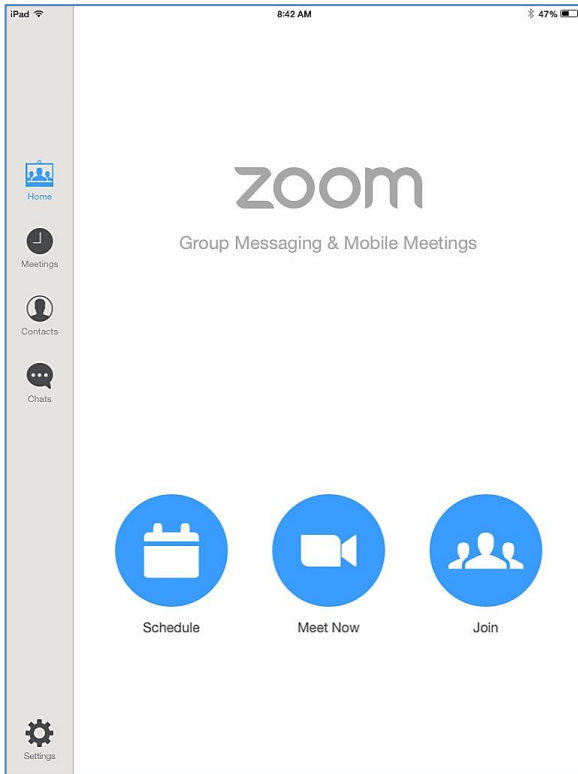 iPad 8:42 AM 47%
Home
Meetings
Contacts
Chats
Settings
zoom
Group Messaging & Mobile Meetings
Schedule Meet Now Join